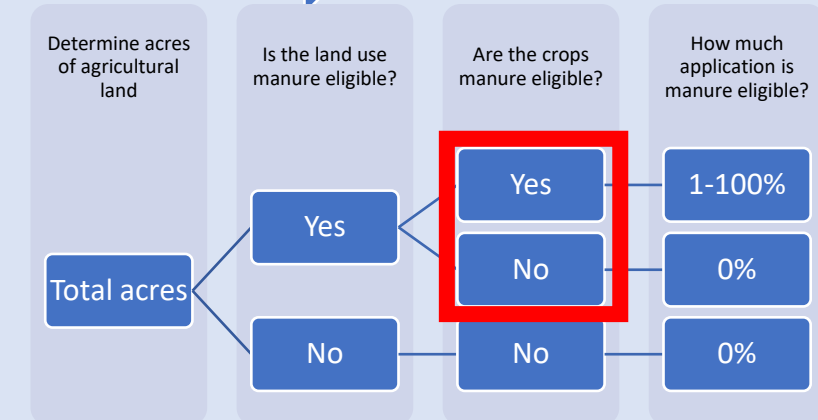 Determine acres
of agricultural
land
Is the land use
manure eligible?
Are the crops
manure eligible?
How much
application is
manure eligible?
Total acres
Yes
No
Yes
No
No
1-100%
0%
0%